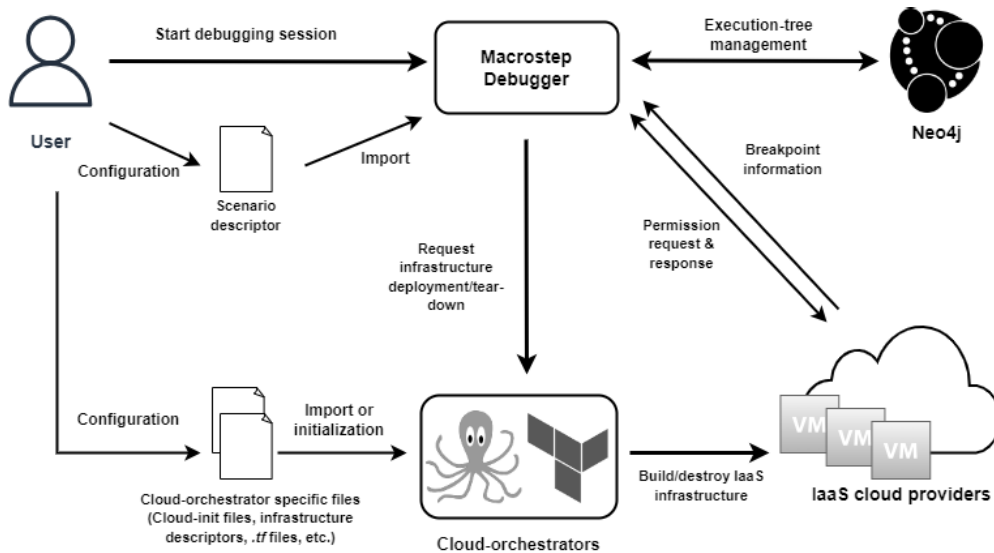 Start debugging session
Macrostep
Debugger
Execution-tree
management
User
Neo4j
Configuration
Import
Scenario
descriptor
Breakpoint
information
Permission
request &
response
Request
infrastructure
deployment/tear-
down
Configuration
Import or
initialization
VM
VM
VM
Build/destroy IaaS
infrastructure
IaaS cloud providers
Cloud-orchestrator specific files
(Cloud-init files, infrastructure
descriptors, .tf files, etc.)
Cloud-orchestrators